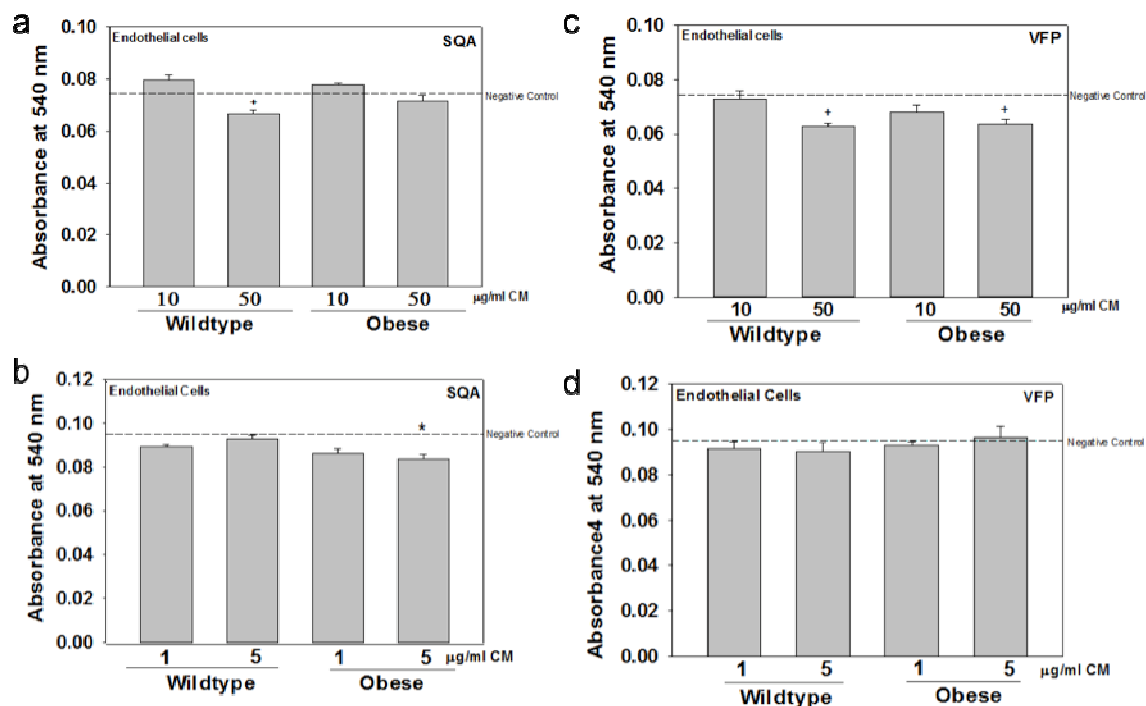 a
Endothelial cells
SQA
Absorbance at 540 nm
0.10
0.08
0.06
0.04
0.02
0.00
+
Negative Control
10 50 10 50 µg/ml CM
Wildtype Obese
c
Endothelial cells
VFP
Absorbance at 540 nm
0.10
0.08
0.06
0.04
0.02
0.00
+ +
Negative Control
10 50 10 50 µg/ml CM
Wildtype Obese
b
Endothelial Cells
SQA
Absorbance at 540 nm
0.12
0.10
0.08
0.06
0.04
0.02
0.00
*
Negative Control
1 5 1 5 µg/ml CM
Wildtype Obese
d
Endothelial Cells
VFP
Absorbance4 at 540 nm
0.12
0.10
0.08
0.06
0.04
0.02
0.00
Negative Control
1 5 1 5 µg/ml CM
Wildtype Obese